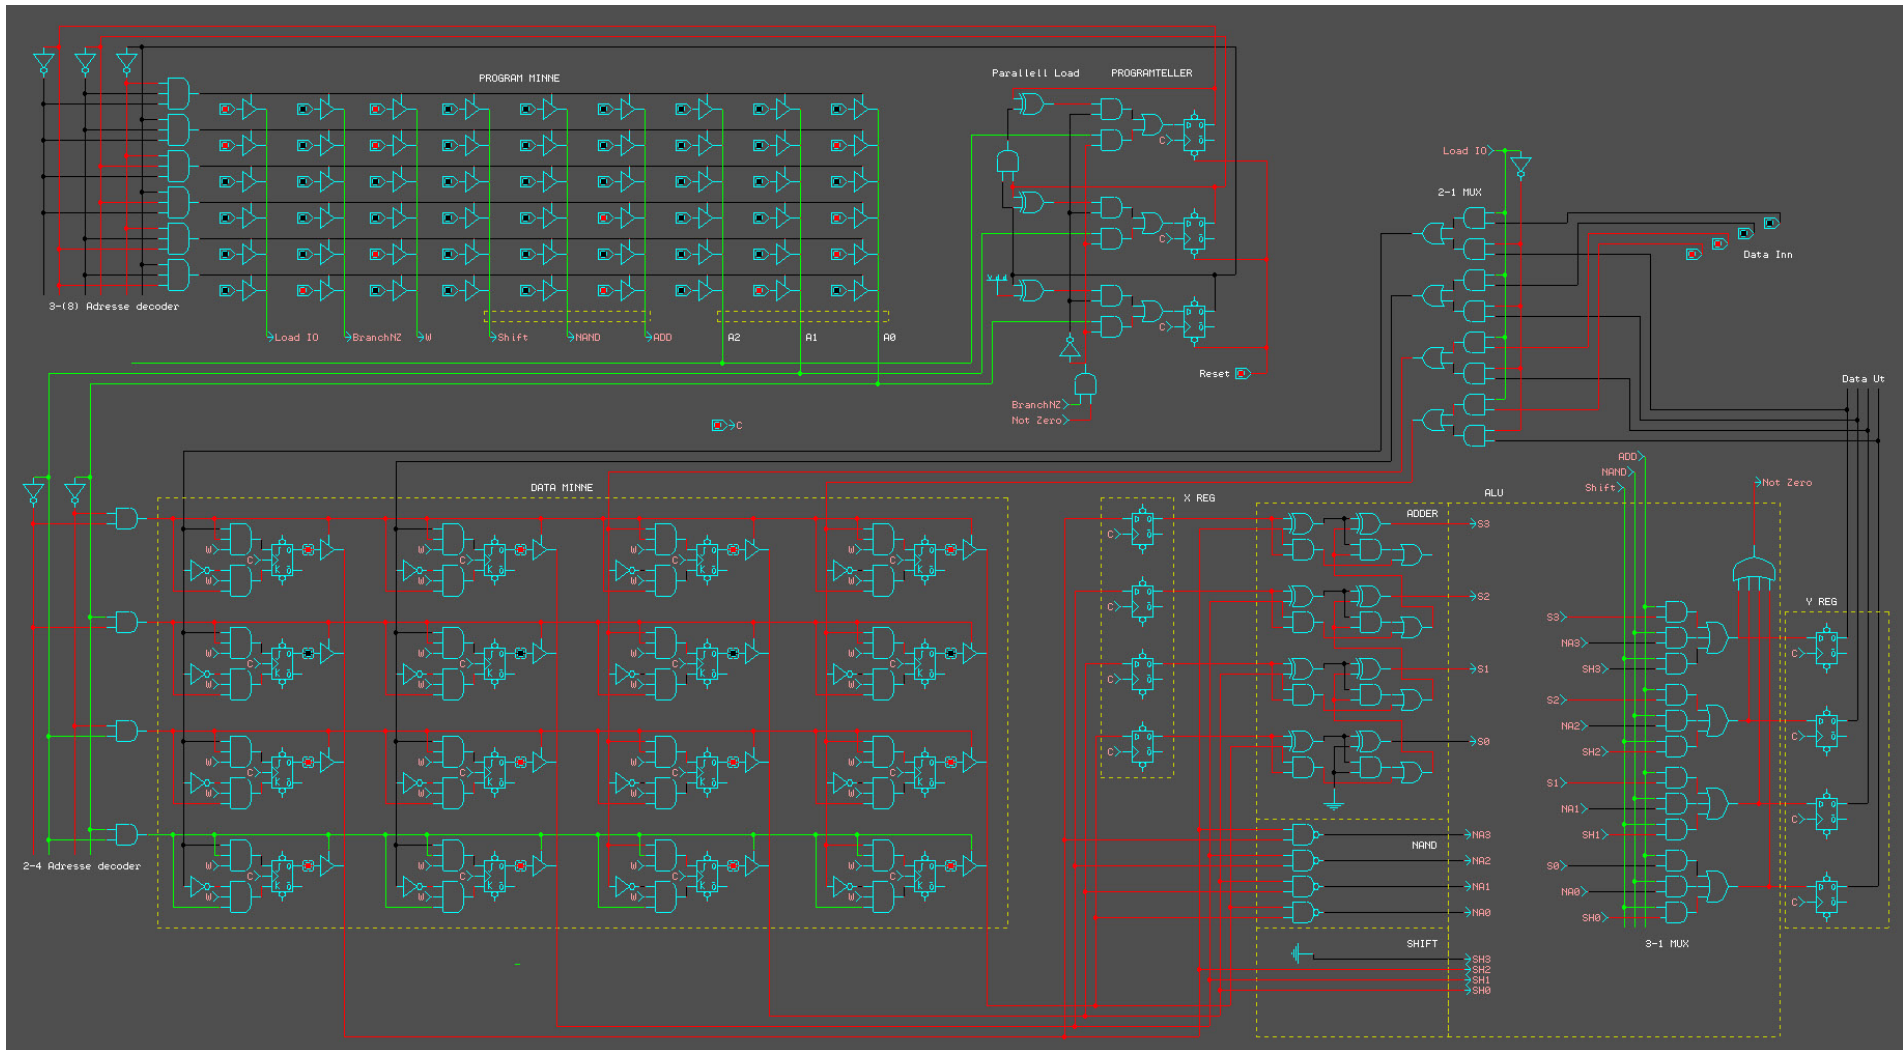 PROGRAM MINNE
Parallell Load
PROGRAMTELLER
3-(8) Adresse decoder
Load IO
BranchNZ
W
Shift
NAND
ADD
A2
A1
A0
D
Q
Q
C
D
Q
Q
C
D
Q
Q
C
Reset
BranchNZ
Not Zero
C
Load IO
2-1 MUX
Data Inn
Data Ut
2-4 Adresse decoder
DATA MINNE
W
W
C
J
Q
K
Q
W
W
C
J
Q
K
Q
W
W
C
J
Q
K
Q
W
W
C
J
Q
K
Q
W
W
C
J
Q
K
Q
W
W
C
J
Q
K
Q
W
W
C
J
Q
K
Q
W
W
C
J
Q
K
Q
W
W
C
J
Q
K
Q
W
W
C
J
Q
K
Q
W
W
C
J
Q
K
Q
W
W
C
J
Q
K
Q
W
W
C
J
Q
K
Q
W
W
C
J
Q
K
Q
W
W
C
J
Q
K
Q
W
W
C
J
Q
K
Q
X REG
C
D
Q
Q
C
D
Q
Q
C
D
Q
Q
C
D
Q
Q
ALU
ADDER
S3
S2
S1
S0
NAND
NA3
NA2
NA1
NA0
SHIFT
SH3
SH2
SH1
SH0
ADD
NAND
Shift
Not Zero
S3
NA3
SH3
S2
NA2
SH2
S1
NA1
SH1
S0
NA0
SH0
3-1 MUX
Y REG
C
D
Q
Q
C
D
Q
Q
C
D
Q
Q
C
D
Q
Q